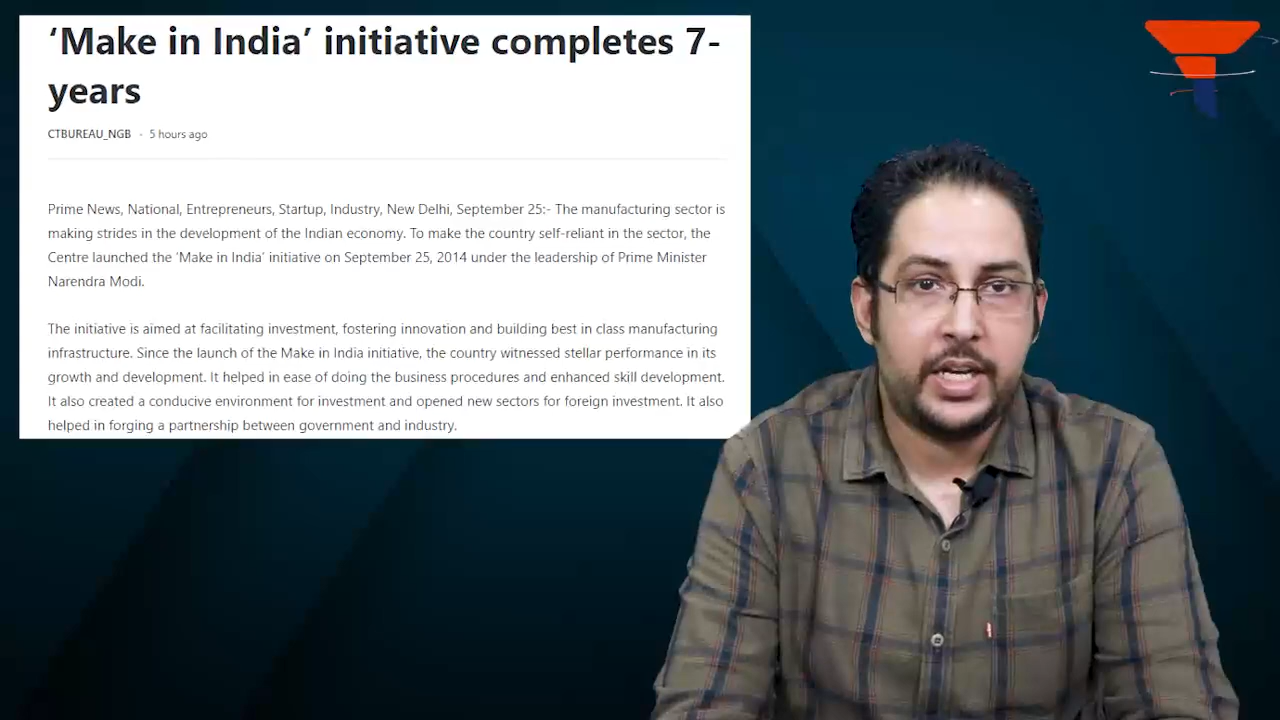 ‘Make in India’ initiative completes 7-
years
CTBUREAU_NGB - 5 hours ago
Prime News, National, Entrepreneurs, Startup, Industry, New Delhi, September 25:- The manufacturing sector is
making strides in the development of the Indian economy. To make the country self-reliant in the sector, the
Centre launched the ‘Make in India’ initiative on September 25, 2014 under the leadership of Prime Minister
Narendra Modi.
The initiative is aimed at facilitating investment, fostering innovation and building best in class manufacturing
infrastructure. Since the launch of the Make in India initiative, the country witnessed stellar performance in its
growth and development. It helped in ease of doing the business procedures and enhanced skill development.
It also created a conducive environment for investment and opened new sectors for foreign investment. It also
helped in forging a partnership between government and industry.